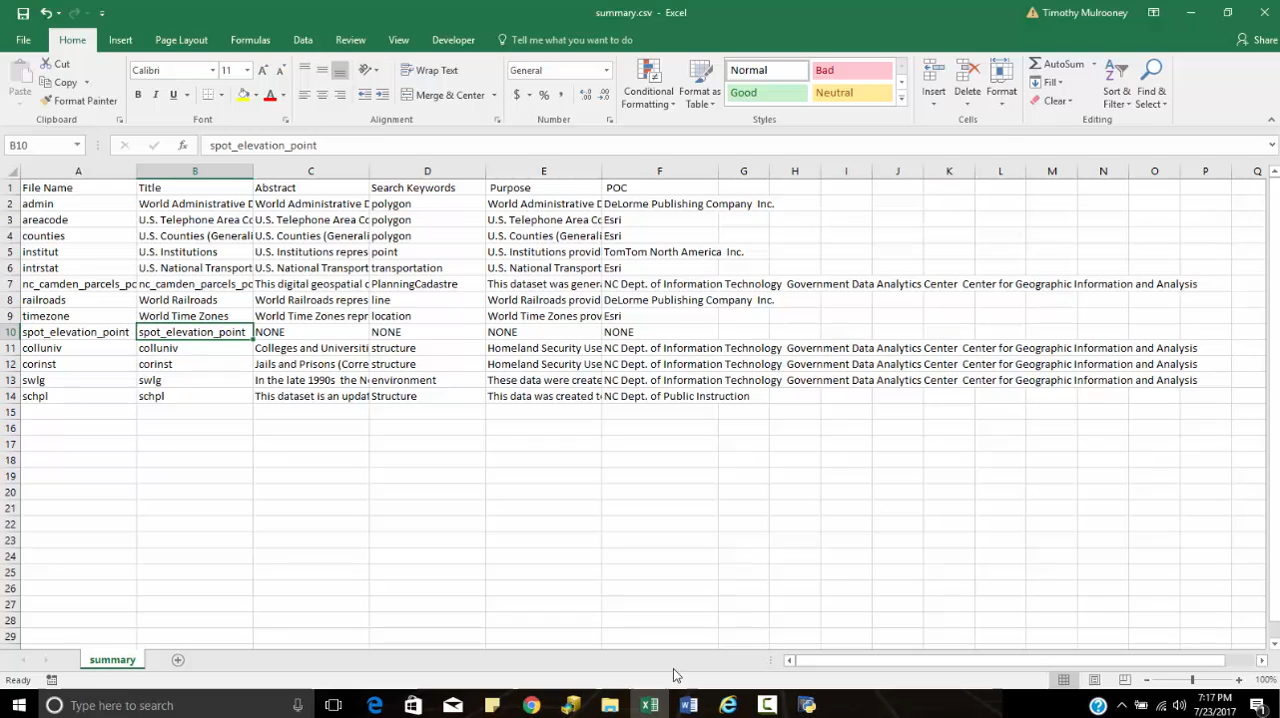 summary.csv - Excel
Timothy Mulrooney
File Home Insert Page Layout Formulas Data Review View Developer Tell me what you want to do Share
Paste Cut Copy Format Painter
Calibri 11 General
Wrap Text
Merge & Center
B I U
Conditional Formatting Format as Table
Normal Bad
Good Neutral
Insert Delete Format
AutoSum Fill Clear
Sort & Filter Find & Select
Clipboard Font Alignment Number Styles Cells Editing
B10 fx spot_elevation_point
A B C D E F G H I J K L M N O P Q
1 File Name Title Abstract Search Keywords Purpose POC
2 admin World Administrative D World Administrative D polygon World Administrative D DeLorme Publishing Company Inc.
3 areacode U.S. Telephone Area Co U.S. Telephone Area Co polygon U.S. Telephone Area Co Esri
4 counties U.S. Counties (Generali U.S. Counties (Generali polygon U.S. Counties (Generali Esri
5 institut U.S. Institutions U.S. Institutions repres point U.S. Institutions provid TomTom North America Inc.
6 intrstat U.S. National Transport U.S. National Transport transportation U.S. National Transport Esri
7 nc_camden_parcels_po nc_camden_parcels_po This digital geospatial c PlanningCadastre This dataset was gener NC Dept. of Information Technology Government Data Analytics Center Center for Geographic Information and Analysis
8 railroads World Railroads World Railroads repres line World Railroads provid DeLorme Publishing Company Inc.
9 timezone World Time Zones World Time Zones repr location World Time Zones prov Esri
10 spot_elevation_point spot_elevation_point NONE NONE NONE NONE
11 colluniv colluniv Colleges and Universiti structure Homeland Security Use NC Dept. of Information Technology Government Data Analytics Center Center for Geographic Information and Analysis
12 corinst corinst Jails and Prisons (Corre structure Homeland Security Use NC Dept. of Information Technology Government Data Analytics Center Center for Geographic Information and Analysis
13 swlg swlg In the late 1990s the N environment These data were create NC Dept. of Information Technology Government Data Analytics Center Center for Geographic Information and Analysis
14 schpl schpl This dataset is an updat Structure This data was created t NC Dept. of Public Instruction
15
16
17
18
19
20
21
22
23
24
25
26
27
28
29
summary
Ready 100%
Type here to search
7:17 PM
7/23/2017